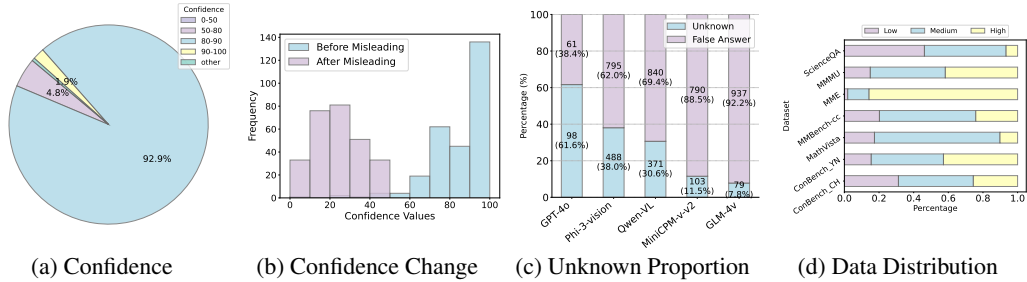 Confidence
0-50
50-80
80-90
90-100
other
1.9%
4.8%
92.9%
(a) Confidence
Before Misleading
After Misleading
Frequency
140
120
100
80
60
40
20
0
0 20 40 60 80 100
Confidence Values
(b) Confidence Change
Unknown
False Answer
Percentage (%)
100
80
60
40
20
0
61
(38.4%)
795
(62.0%)
840
(69.4%)
790
(88.5%)
937
(92.2%)
98
(61.6%)
488
(38.0%)
371
(30.6%)
103
(11.5%)
79
(7.8%)
GPT-4o
Phi-3-vision
Qwen-VL
MiniCPM-v-v2
GLM-4v
(c) Unknown Proportion
Low Medium High
Dataset
ScienceQA
MMMU
MME
MMBench-cc
MathVista
ConBench_YN
ConBench_CH
0.0 0.2 0.4 0.6 0.8 1.0
Percentage
(d) Data Distribution